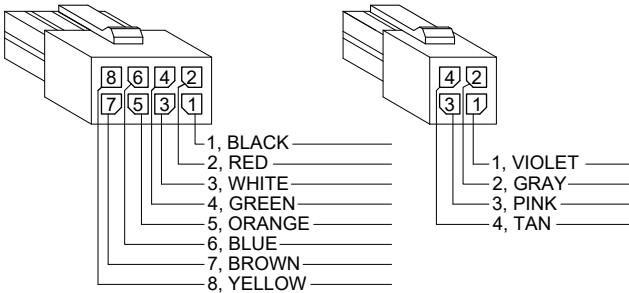 8 6 4 2
7 5 3 1
1, BLACK
2, RED
3, WHITE
4, GREEN
5, ORANGE
6, BLUE
7, BROWN
8, YELLOW
4 2
3 1
1, VIOLET
2, GRAY
3, PINK
4, TAN